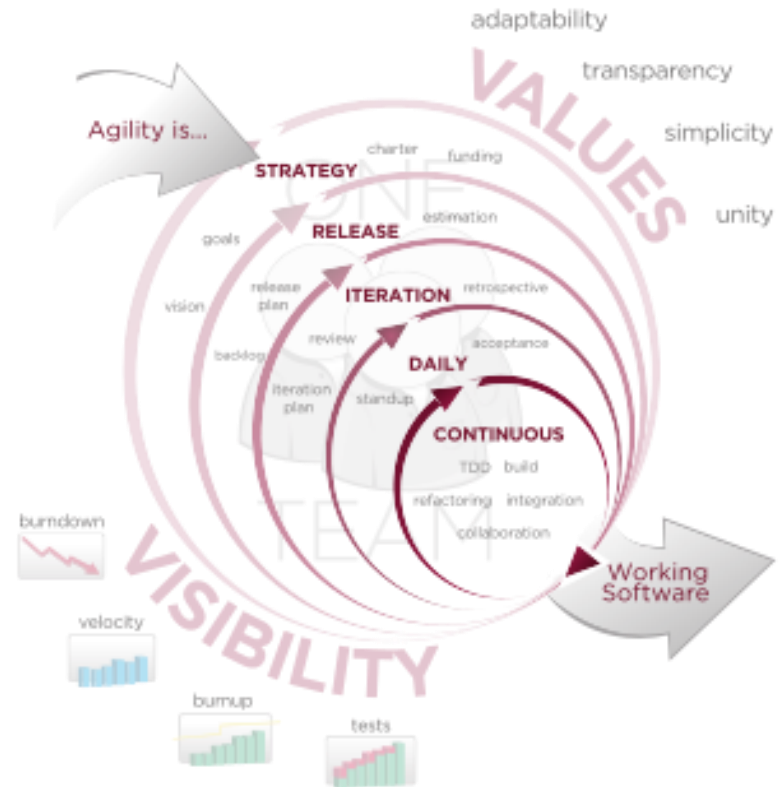 adaptability
transparency
simplicity
unity
VALUES
Agility is...
charter
funding
STRATEGY
ONE
goals
estimation
RELEASE
vision
release
plan
retrospective
ITERATION
backlog
review
acceptance
DAILY
iteration
plan
standup
CONTINUOUS
TDD build
refactoring integration
collaboration
TEAM
Working
Software
VISIBILITY
burndown
velocity
burnup
tests